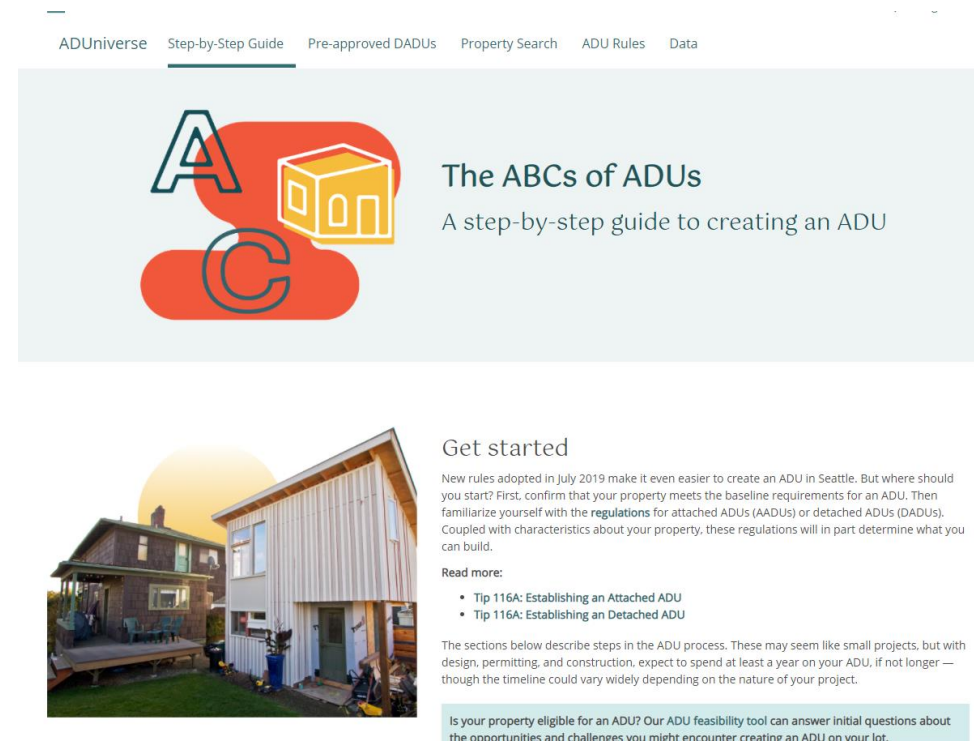 ADUniverse Step-by-Step Guide Pre-approved DADUs Property Search ADU Rules Data
A
C
The ABCs of ADUs
A step-by-step guide to creating an ADU
Get started
New rules adopted in July 2019 make it even easier to create an ADU in Seattle. But where should
you start? First, confirm that your property meets the baseline requirements for an ADU. Then
familiarize yourself with the regulations for attached ADUs (AADUs) or detached ADUs (DADUs).
Coupled with characteristics about your property, these regulations will in part determine what you
can build.
Read more:
• Tip 116A: Establishing an Attached ADU
• Tip 116A: Establishing an Detached ADU
The sections below describe steps in the ADU process. These may seem like small projects, but with
design, permitting, and construction, expect to spend at least a year on your ADU, if not longer —
though the timeline could vary widely depending on the nature of your project.
Is your property eligible for an ADU? Our ADU feasibility tool can answer initial questions about
the opportunities and challenges you might encounter creating an ADU on your lot.